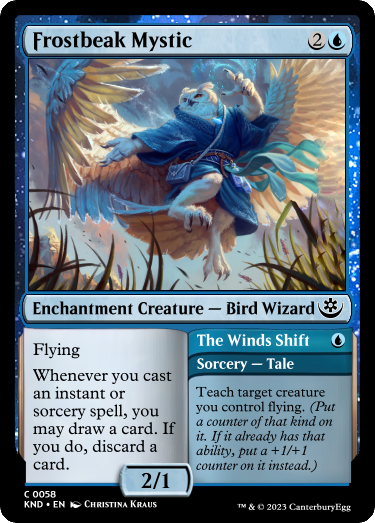 Frostbeak Mystic 2
Enchantment Creature — Bird Wizard
Flying
Whenever you cast
an instant or
sorcery spell, you
may draw a card. If
you do, discard a
card.
The Winds Shift
Sorcery — Tale
Teach target creature
you control flying. (Put
a counter of that kind on
it. If it already has that
ability, put a +1/+1
counter on it instead.)
2/1
C 0058
KND • EN Christina Kraus
™ & © 2023 CanterburyEgg